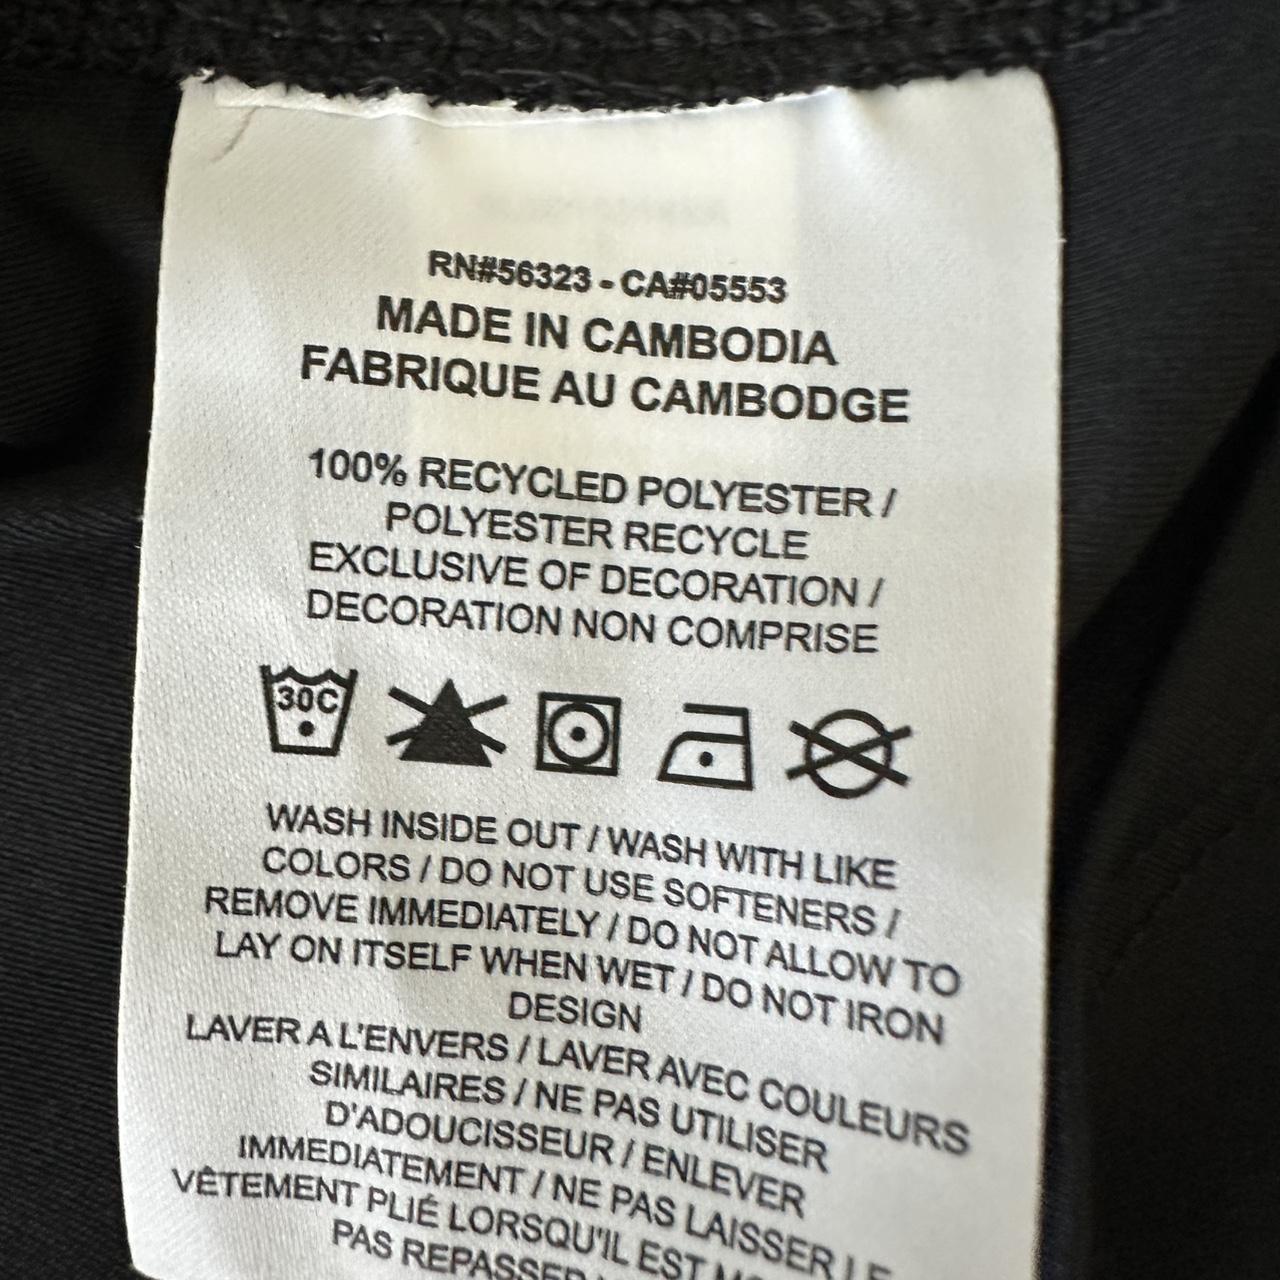 RN#56323 - CA#05553
MADE IN CAMBODIA
FABRIQUE AU CAMBODGE
100% RECYCLED POLYESTER /
POLYESTER RECYCLE
EXCLUSIVE OF DECORATION /
DECORATION NON COMPRISE
30C
WASH INSIDE OUT / WASH WITH LIKE
COLORS / DO NOT USE SOFTENERS /
REMOVE IMMEDIATELY / DO NOT ALLOW TO
LAY ON ITSELF WHEN WET / DO NOT IRON
DESIGN
LAVER A L'ENVERS / LAVER AVEC COULEURS
SIMILAIRES / NE PAS UTILISER
D'ADOUCISSEUR / ENLEVER
IMMEDIATEMENT / NE PAS LAISSER LE
VÊTEMENT PLIÉ LORSQU'IL EST
PAS REPASSER